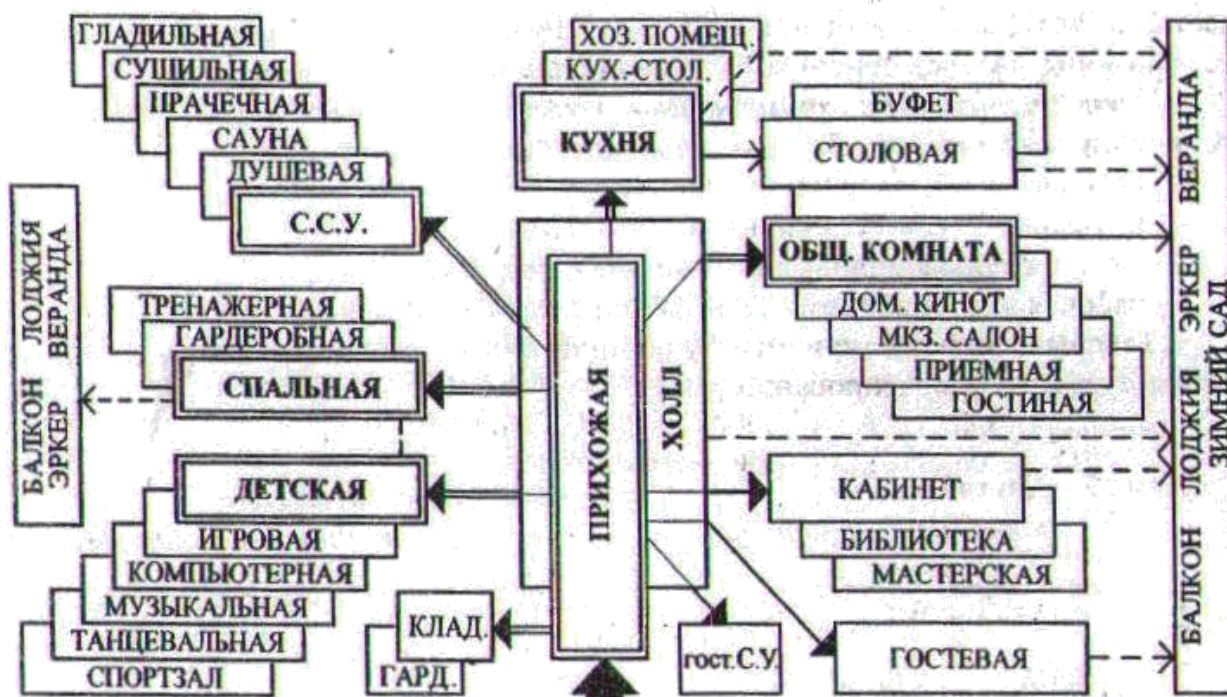 ГЛАДИЛЬНАЯ
СУШИЛЬНАЯ
ПРАЧЕЧНАЯ
САУНА
ДУШЕВАЯ
С.С.У.
ХОЗ. ПОМЕЩ.
КУХ.-СТОЛ.
КУХНЯ
БУФЕТ
СТОЛОВАЯ
ОБЩ. КОМНАТА
ДОМ. КИНОТ
МКЗ. САЛОН
ПРИЕМНАЯ
ГОСТИНАЯ
БАЛКОН ЛОДЖИЯ
ЭРКЕР ВЕРАНДА
ТРЕНАЖЕРНАЯ
ГАРДЕРОБНАЯ
СПАЛЬНАЯ
ДЕТСКАЯ
ИГРОВАЯ
КОМПЬЮТЕРНАЯ
МУЗЫКАЛЬНАЯ
ТАНЦЕВАЛЬНАЯ
СПОРТЗАЛ
КЛАД.
ГАРД.
ПРИХОЖАЯ
ХОЛЛ
гост.С.У.
КАБИНЕТ
БИБЛИОТЕКА
МАСТЕРСКАЯ
ГОСТЕВАЯ
БАЛКОН ЛОДЖИЯ ЭРКЕР ВЕРАНДА
ЗИМНИЙ САД